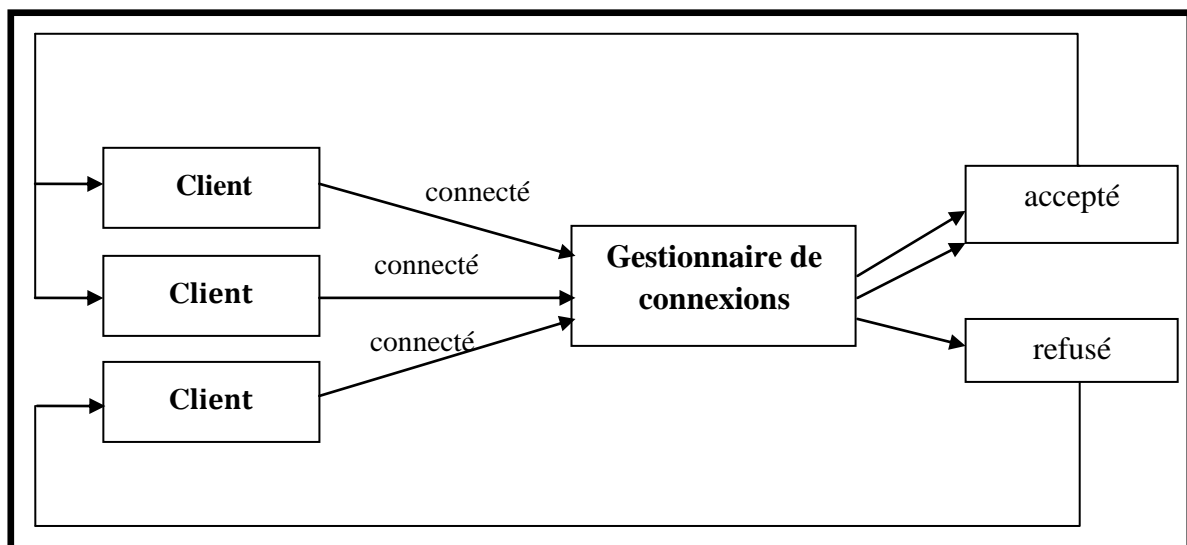 Client
connecté
accepté
Client
connecté
Gestionnaire de
connexions
connecté
refusé
Client